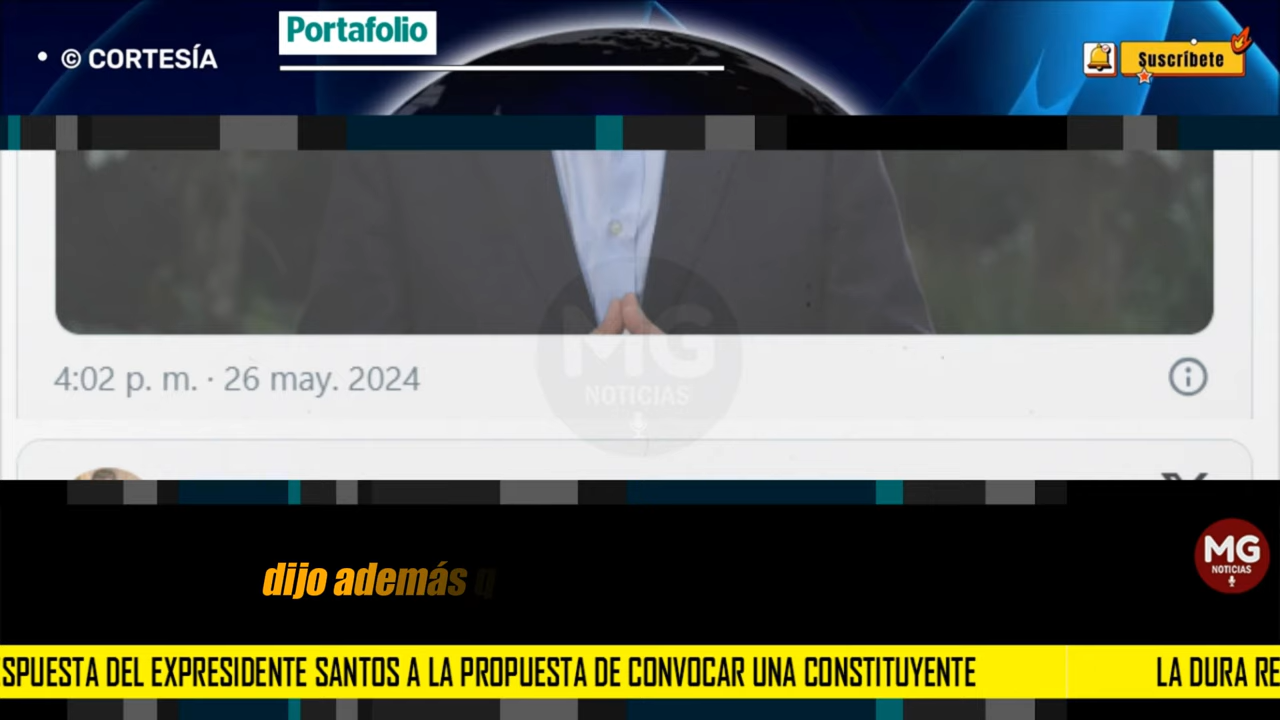 Portafolio
• © CORTESÍA
Suscríbete
MG
NOTICIAS
4:02 p. m. · 26 may. 2024
dijo además q
MG
NOTICIAS
SPUESTA DEL EXPRESIDENTE SANTOS A LA PROPUESTA DE CONVOCAR UNA CONSTITUYENTE
LA DURA RE